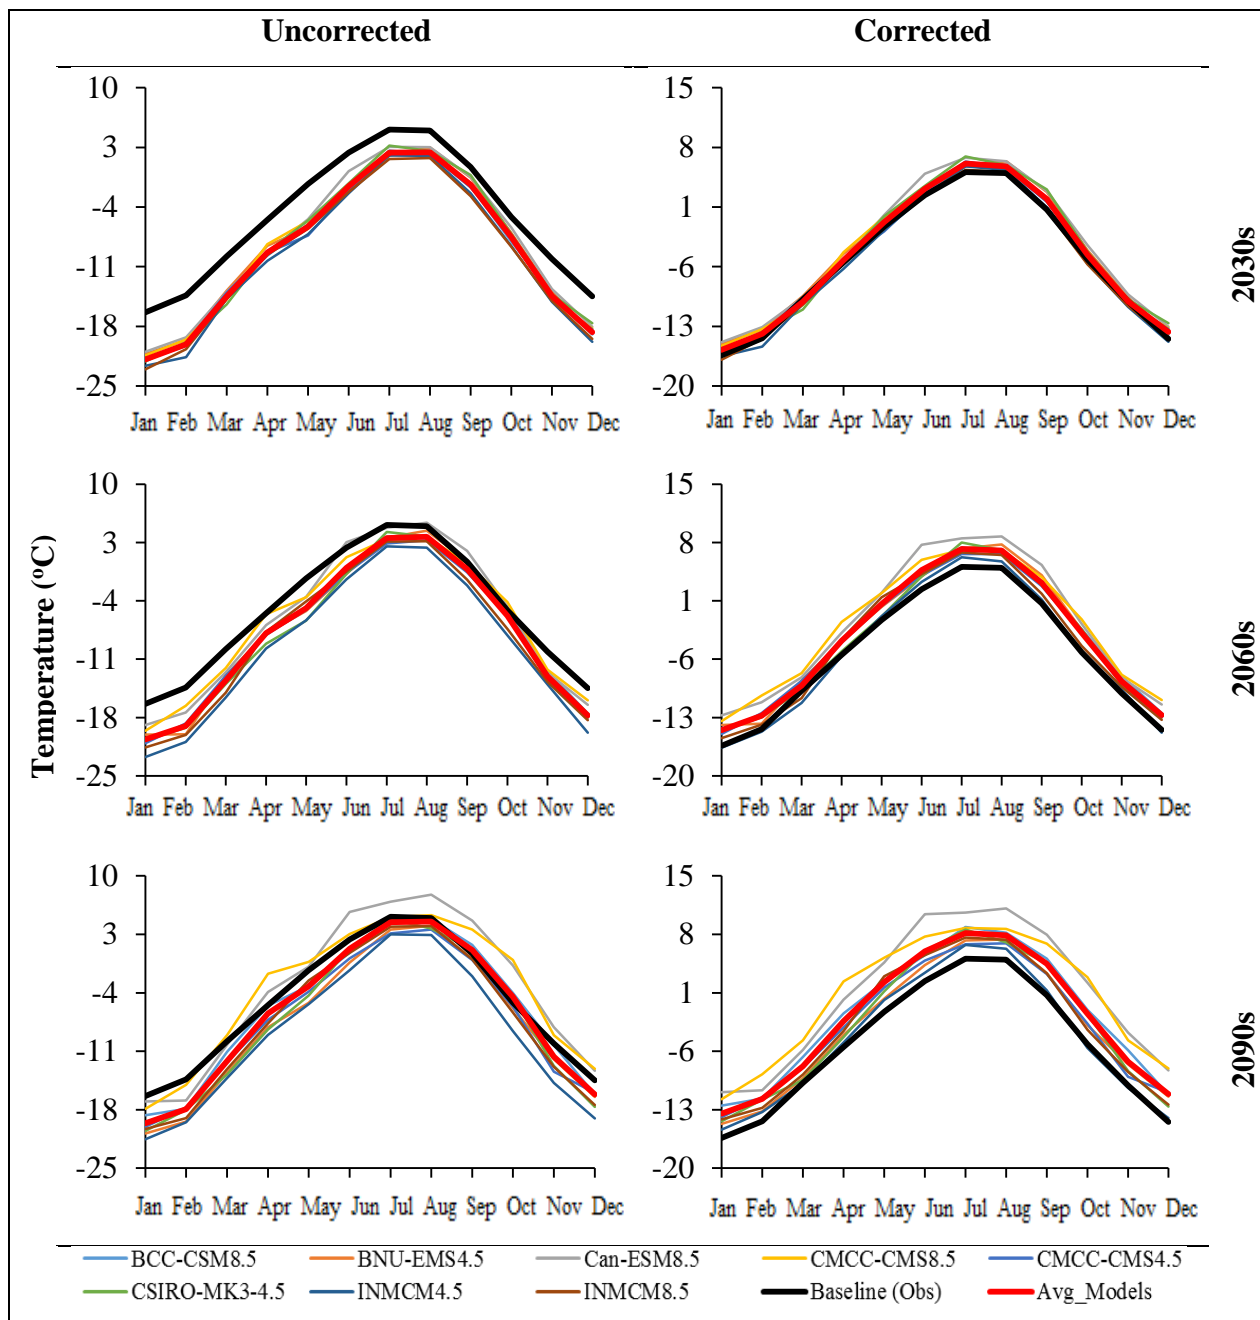 Uncorrected Corrected
10 15
3 8
-4 1
-11 -6
-18 -13
-25 -20
Jan Feb Mar Apr May Jun Jul Aug Sep Oct Nov Dec
Jan Feb Mar Apr May Jun Jul Aug Sep Oct Nov Dec
2030s
10 15
3 8
-4 1
-11 -6
-18 -13
-25 -20
Jan Feb Mar Apr May Jun Jul Aug Sep Oct Nov Dec
Jan Feb Mar Apr May Jun Jul Aug Sep Oct Nov Dec
2060s
Temperature (°C)
10 15
3 8
-4 1
-11 -6
-18 -13
-25 -20
Jan Feb Mar Apr May Jun Jul Aug Sep Oct Nov Dec
Jan Feb Mar Apr May Jun Jul Aug Sep Oct Nov Dec
2090s
BCC-CSM8.5 BNU-EMS4.5 Can-ESM8.5 CMCC-CMS8.5 CMCC-CMS4.5
CSIRO-MK3-4.5 INMCM4.5 INMCM8.5 Baseline (Obs) Avg_Models